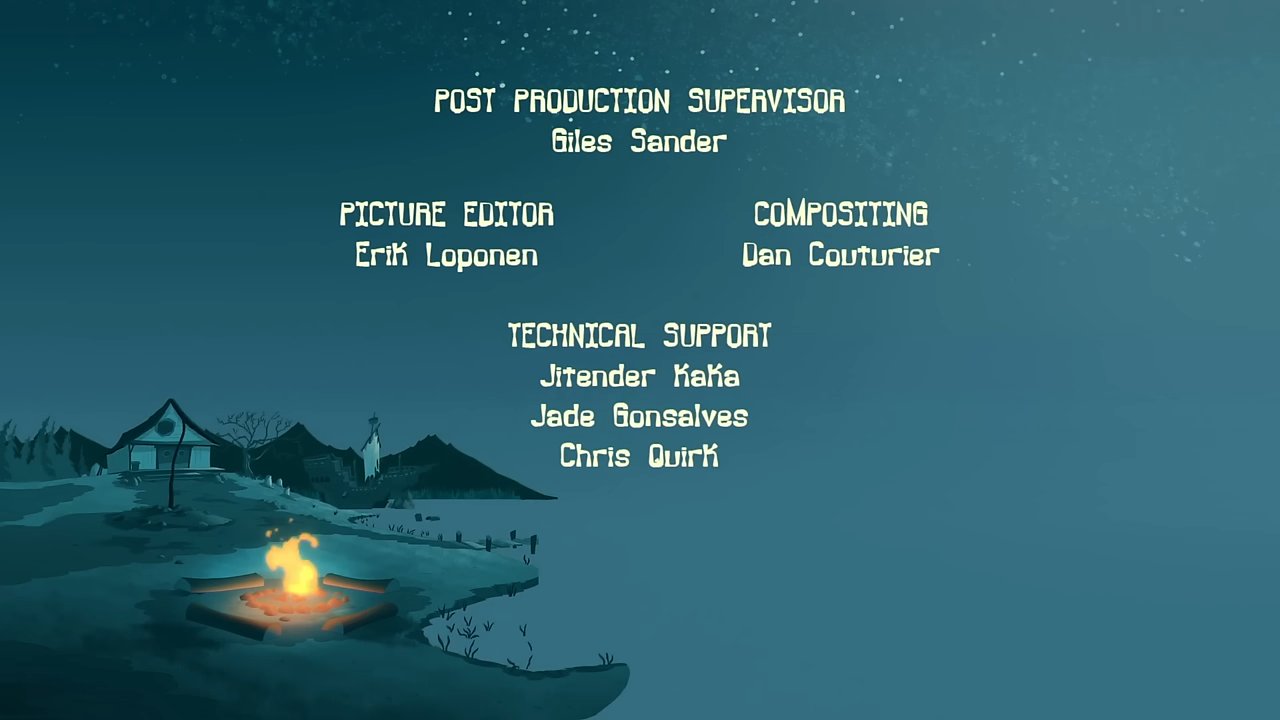 POST PRODUCTION SUPERVISOR
Giles Sander
PICTURE EDITOR
Erik Loponen
COMPOSITING
Dan Couturier
TECHNICAL SUPPORT
Jitender Kaka
Jade Gonsalves
Chris Quirk